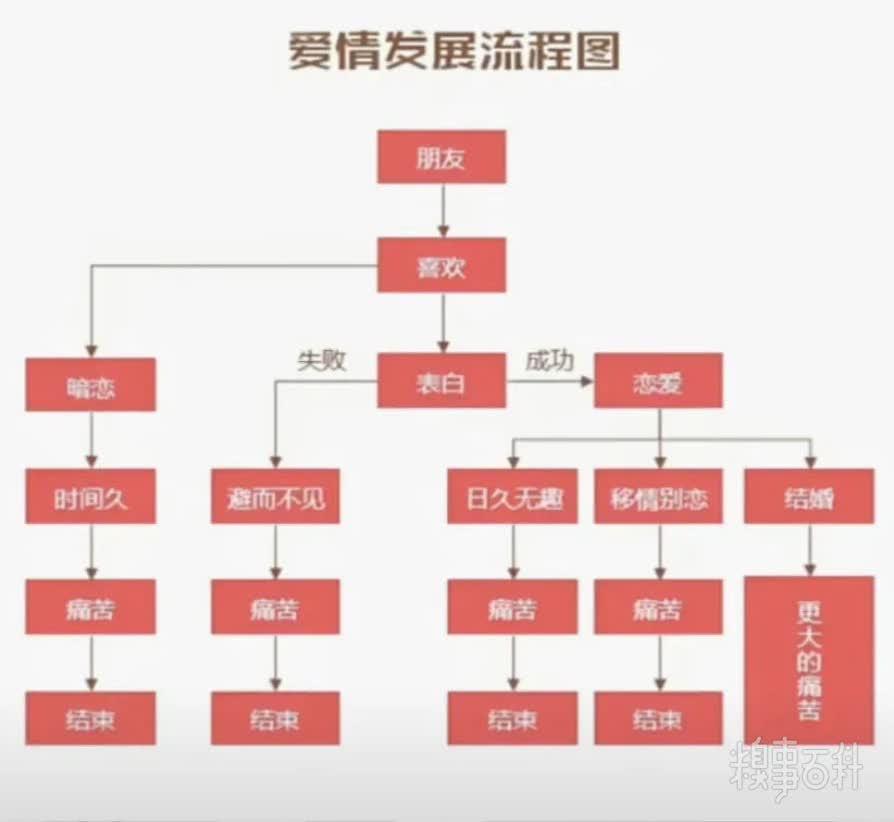 爱情发展流程图
朋友
喜欢
失败
表白
成功
恋爱
暗恋
时间久
避而不见
日久无趣
移情别恋
结婚
痛苦
痛苦
痛苦
痛苦
更大的痛苦
结束
结束
结束
结束
糗事百科